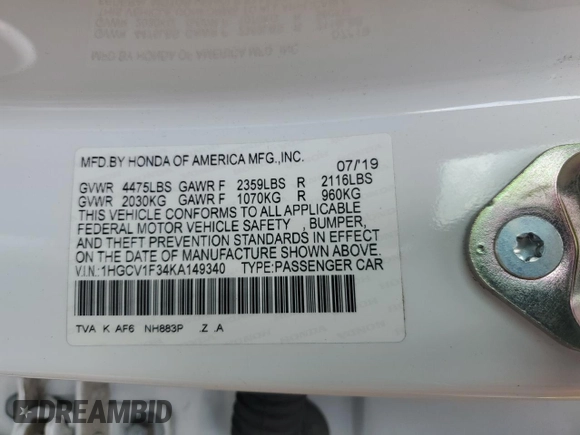 MFD.BY HONDA OF AMERICA MFG.,INC. 07/19
GVWR 4475LBS GAWR F 2359LBS R 2116LBS
GVWR 2030KG GAWR F 1070KG R 960KG
THIS VEHICLE CONFORMS TO ALL APPLICABLE
FEDERAL MOTOR VEHICLE SAFETY , BUMPER,
AND THEFT PREVENTION STANDARDS IN EFFECT
ON THE DATE OF MANUFACTURE SHOWN ABOVE.
V.I.N.:1HGCV1F34KA149340 TYPE:PASSENGER CAR
TVA K AF6 NH883P .Z .A
DREAMBID